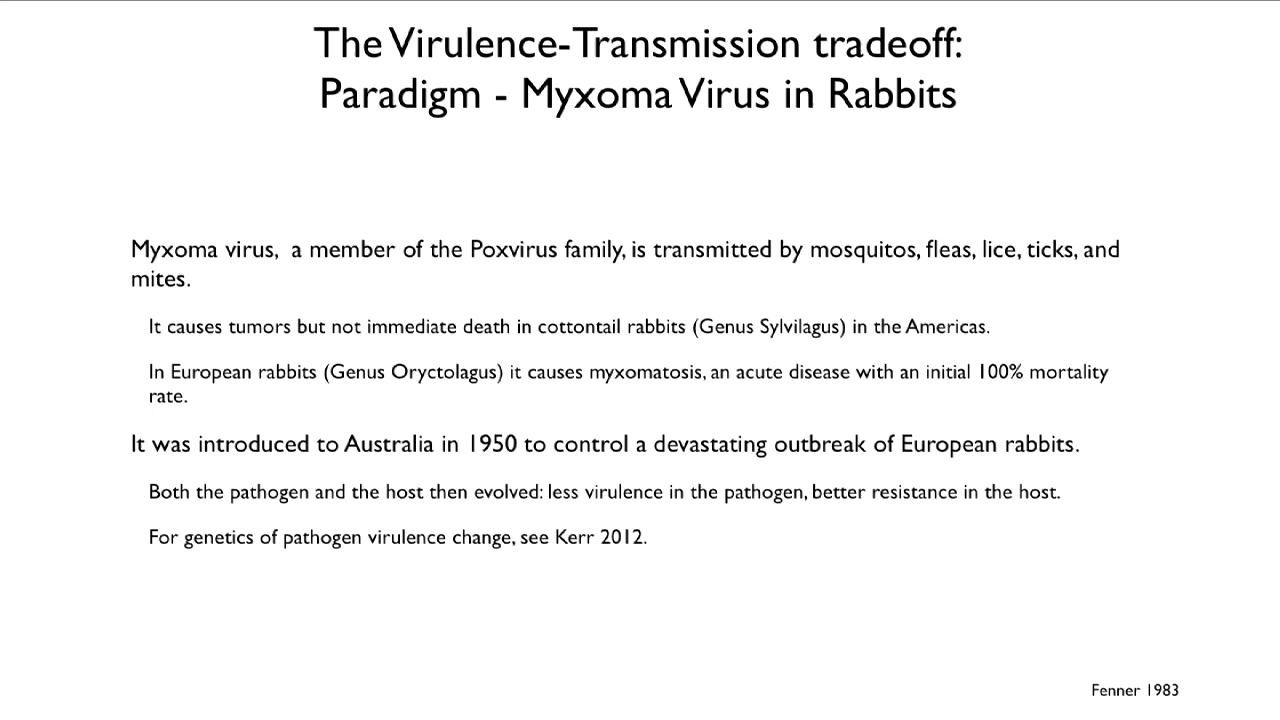 The Virulence-Transmission tradeoff:
Paradigm - Myxoma Virus in Rabbits
Myxoma virus, a member of the Poxvirus family, is transmitted by mosquitos, fleas, lice, ticks, and
mites.
It causes tumors but not immediate death in cottontail rabbits (Genus Sylvilagus) in the Americas.
In European rabbits (Genus Oryctolagus) it causes myxomatosis, an acute disease with an initial 100% mortality
rate.
It was introduced to Australia in 1950 to control a devastating outbreak of European rabbits.
Both the pathogen and the host then evolved: less virulence in the pathogen, better resistance in the host.
For genetics of pathogen virulence change, see Kerr 2012.
Fenner 1983